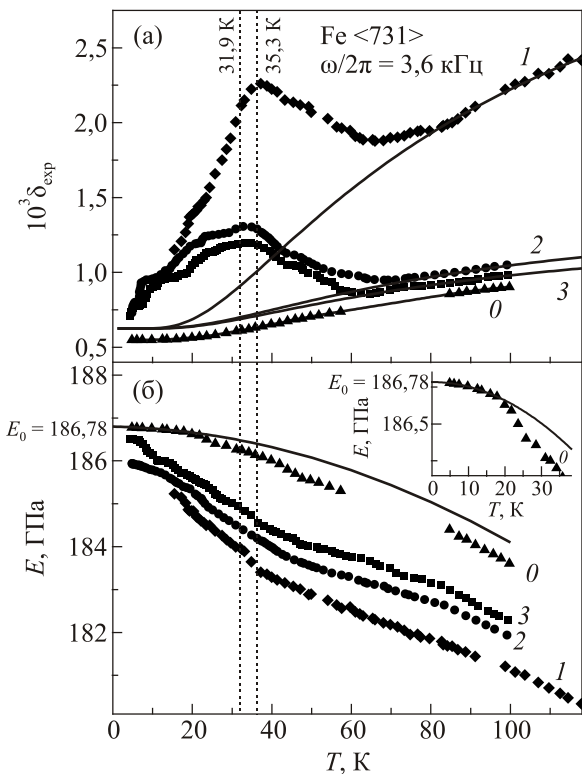 (а)
31,9 К
35,3 К
Fe <731>
ω/2π = 3,6 кГц
1
2
3
0
2,5
2,0
1,5
1,0
0,5
10³δexp
(б)
188
E₀ = 186,78
186
184
182
E, ГПа
E₀ = 186,78
186,5
E, ГПа
0
0 10 20 30
T, К
0
3
2
1
0 20 40 60 80 100
T, К